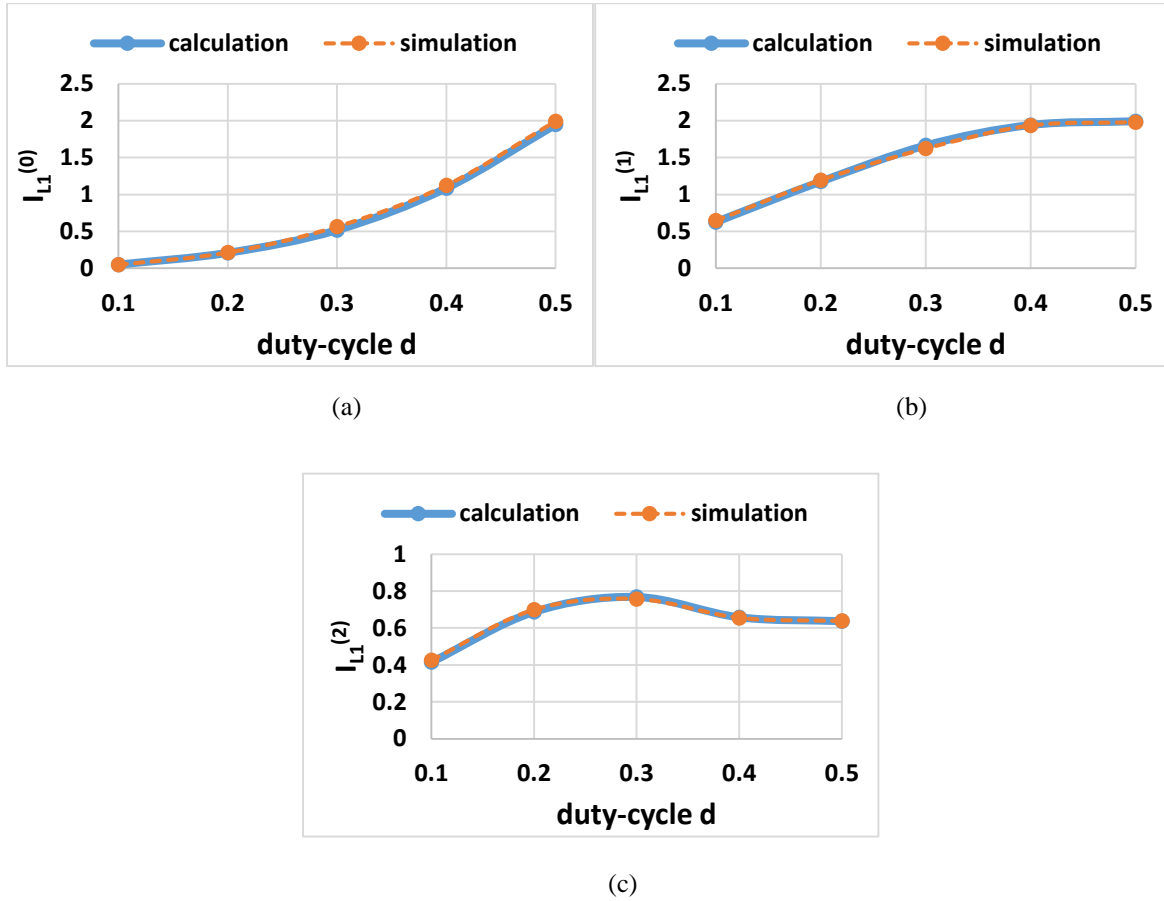 calculation simulation
2.5
2
1.5
1
0.5
0
I_L1^(0)
0.1 0.2 0.3 0.4 0.5
duty-cycle d
(a)
calculation simulation
2.5
2
1.5
1
0.5
0
I_L1^(1)
0.1 0.2 0.3 0.4 0.5
duty-cycle d
(b)
calculation simulation
1
0.8
0.6
0.4
0.2
0
I_L1^(2)
0.1 0.2 0.3 0.4 0.5
duty-cycle d
(c)